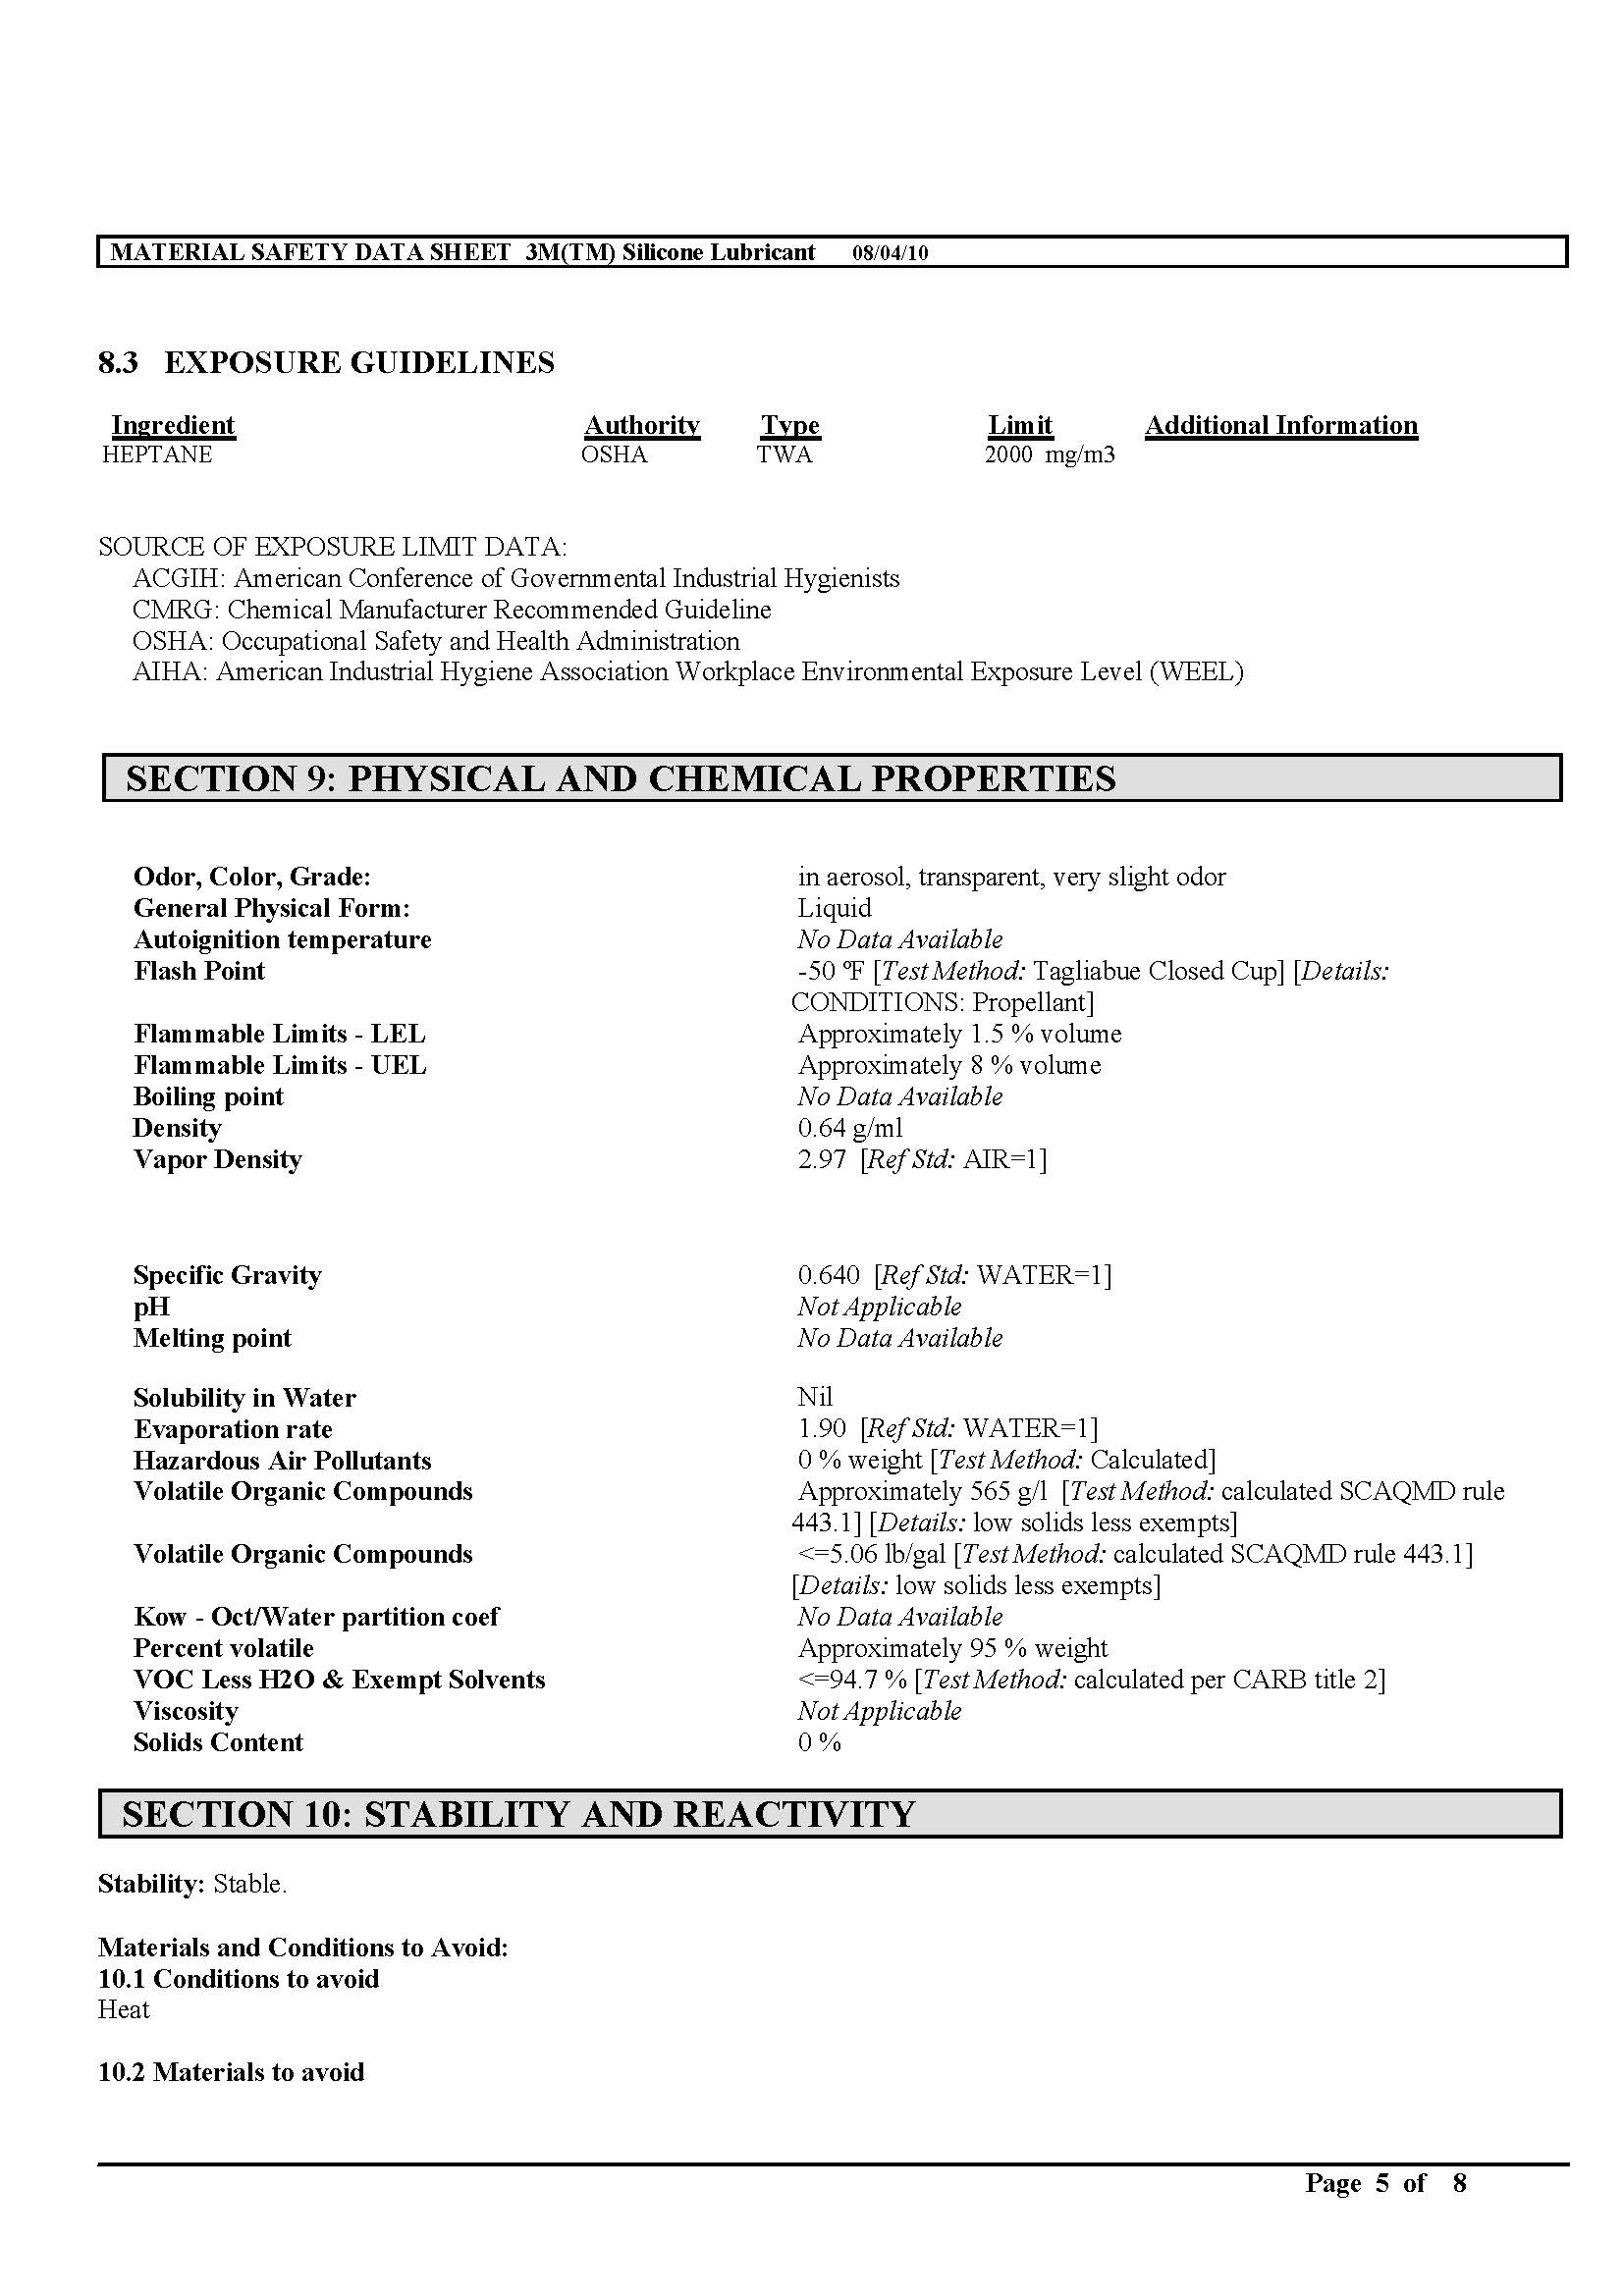 MATERIAL SAFETY DATA SHEET 3M(TM) Silicone Lubricant 08/04/10
8.3 EXPOSURE GUIDELINES
Ingredient Authority Type Limit Additional Information
HEPTANE OSHA TWA 2000 mg/m3
SOURCE OF EXPOSURE LIMIT DATA:
ACGIH: American Conference of Governmental Industrial Hygienists
CMRG: Chemical Manufacturer Recommended Guideline
OSHA: Occupational Safety and Health Administration
AIHA: American Industrial Hygiene Association Workplace Environmental Exposure Level (WEEL)
SECTION 9: PHYSICAL AND CHEMICAL PROPERTIES
Odor, Color, Grade: in aerosol, transparent, very slight odor
General Physical Form: Liquid
Autoignition temperature No Data Available
Flash Point -50 ºF [Test Method: Tagliabue Closed Cup] [Details:
CONDITIONS: Propellant]
Flammable Limits - LEL Approximately 1.5 % volume
Flammable Limits - UEL Approximately 8 % volume
Boiling point No Data Available
Density 0.64 g/ml
Vapor Density 2.97 [Ref Std: AIR=1]
Specific Gravity 0.640 [Ref Std: WATER=1]
pH Not Applicable
Melting point No Data Available
Solubility in Water Nil
Evaporation rate 1.90 [Ref Std: WATER=1]
Hazardous Air Pollutants 0 % weight [Test Method: Calculated]
Volatile Organic Compounds Approximately 565 g/l [Test Method: calculated SCAQMD rule
443.1] [Details: low solids less exempts]
Volatile Organic Compounds <=5.06 lb/gal [Test Method: calculated SCAQMD rule 443.1]
[Details: low solids less exempts]
Kow - Oct/Water partition coef No Data Available
Percent volatile Approximately 95 % weight
VOC Less H2O & Exempt Solvents <=94.7 % [Test Method: calculated per CARB title 2]
Viscosity Not Applicable
Solids Content 0 %
SECTION 10: STABILITY AND REACTIVITY
Stability: Stable.
Materials and Conditions to Avoid:
10.1 Conditions to avoid
Heat
10.2 Materials to avoid
Page 5 of 8